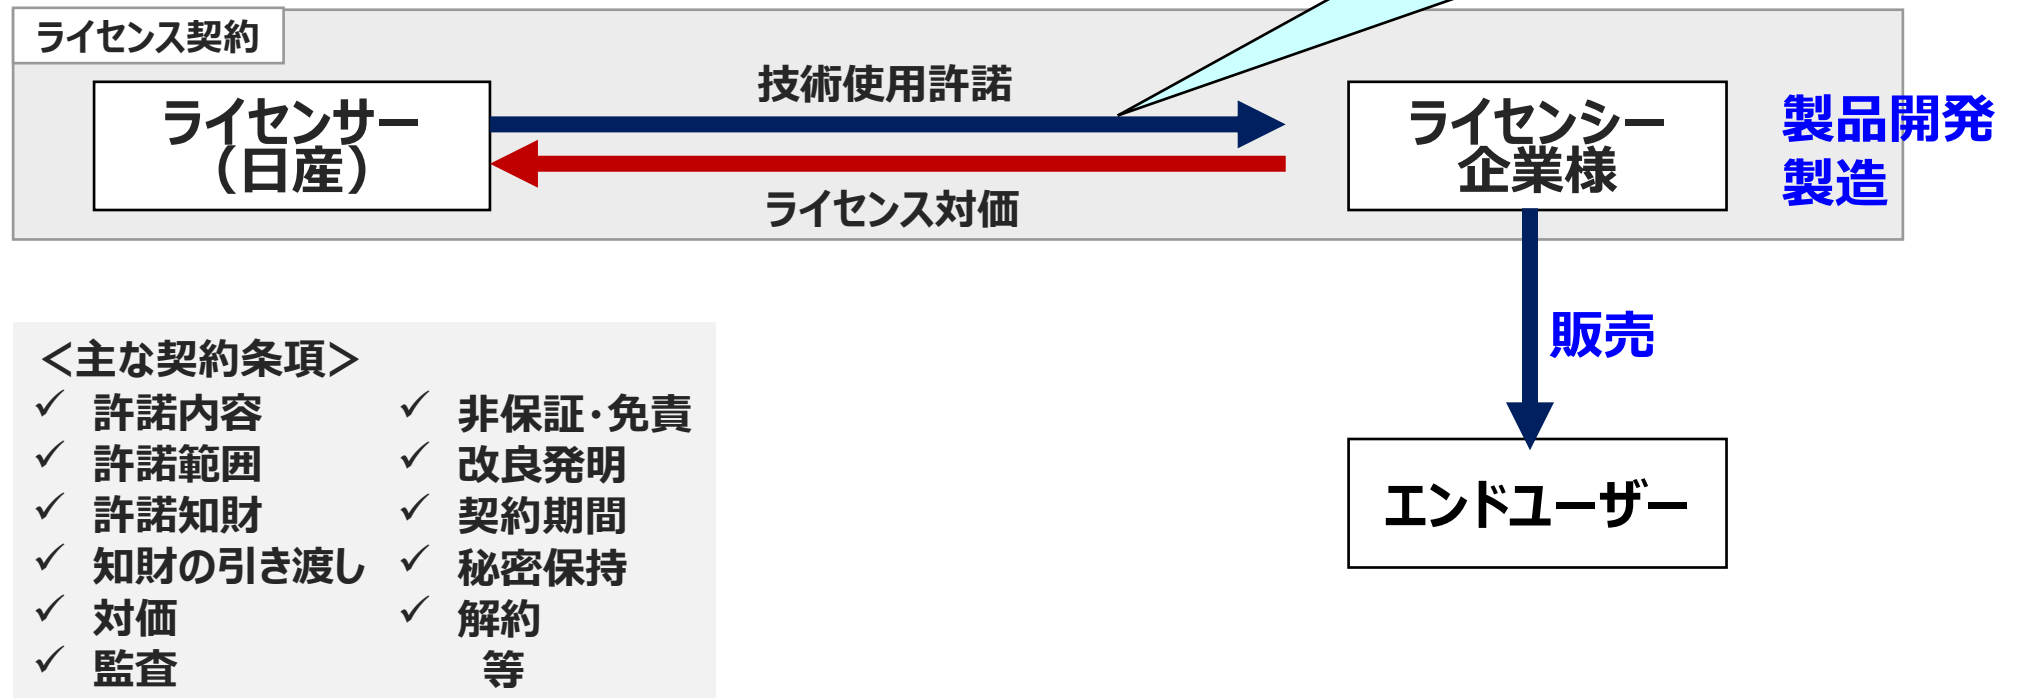 ライセンス契約
技術使用許諾
ライセンサー
（日産）
ライセンシー
企業様
製品開発
製造
ライセンス対価
販売
エンドユーザー
＜主な契約条項＞
✓ 許諾内容
✓ 許諾範囲
✓ 許諾知財
✓ 知財の引き渡し
✓ 対価
✓ 監査
✓ 非保証・免責
✓ 改良発明
✓ 契約期間
✓ 秘密保持
✓ 解約
等